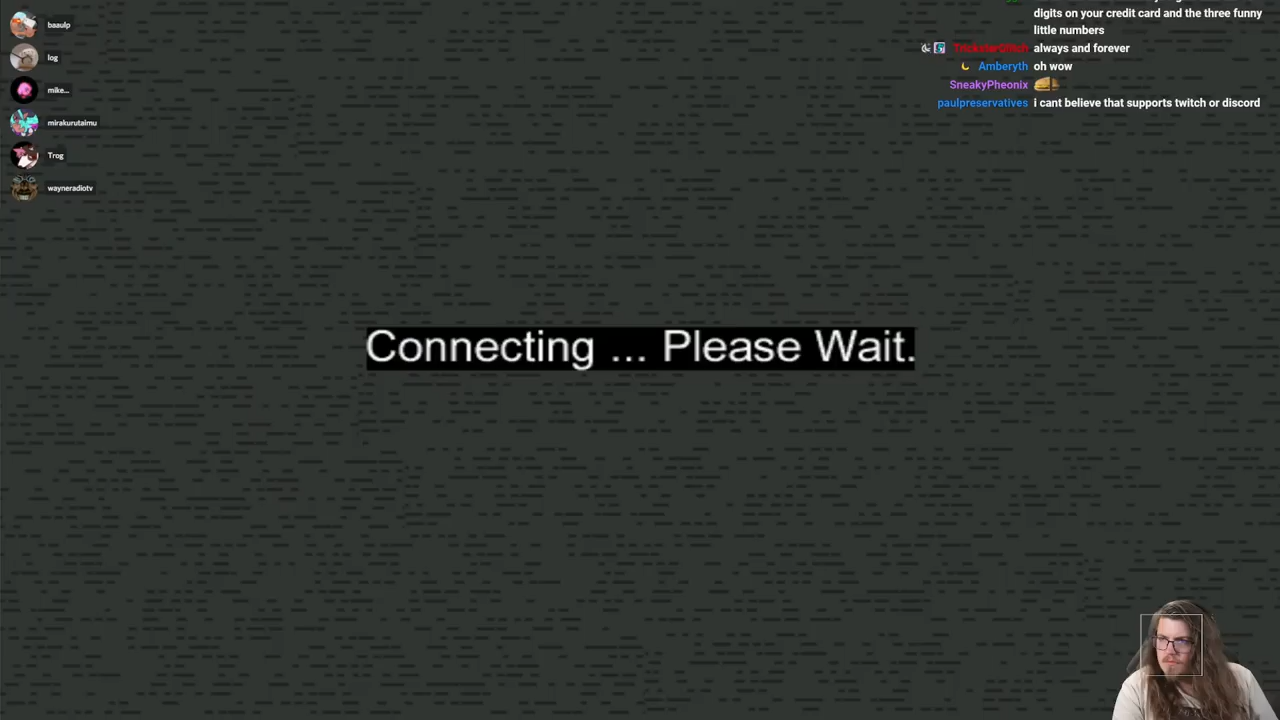 baaulp
log
mike...
mirakurutaimu
Trog
wayneradiotv
digits on your credit card and the three funny
little numbers
TricksterGlitch always and forever
Amberyth oh wow
SneakyPheonix
paulpreservatives i cant believe that supports twitch or discord
Connecting ... Please Wait.